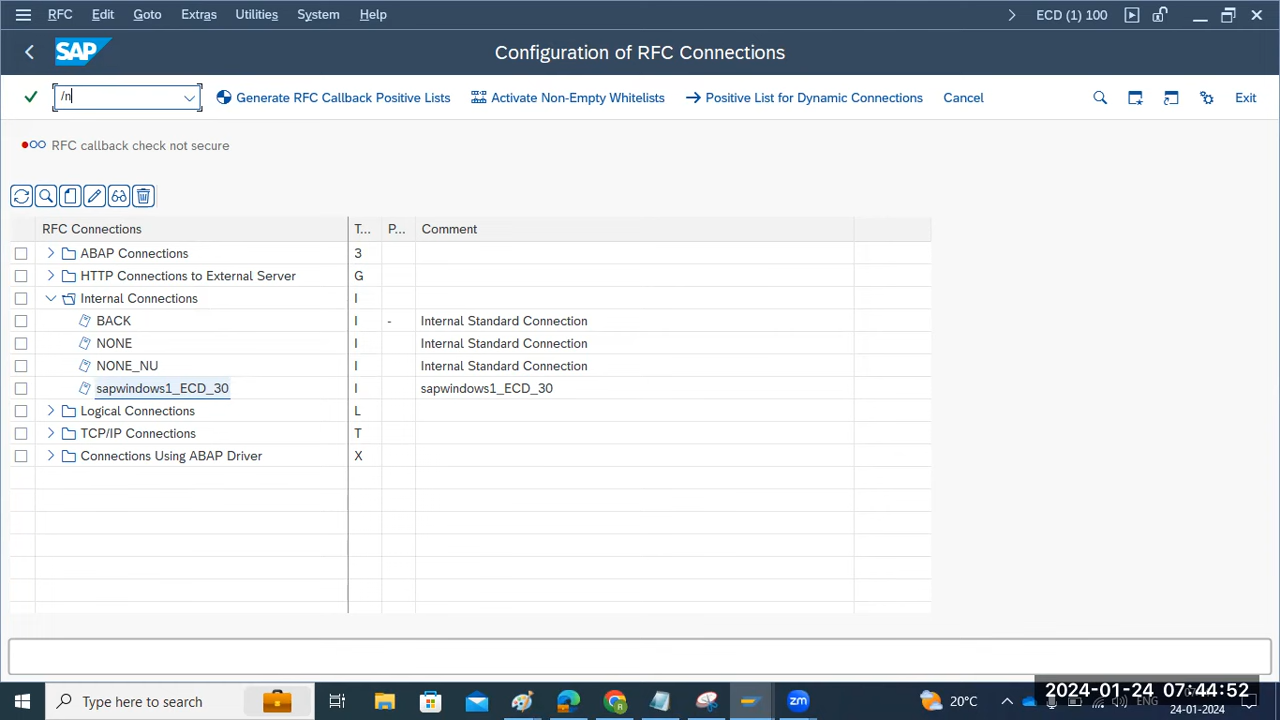 RFC Edit Goto Extras Utilities System Help ECD (1) 100
SAP Configuration of RFC Connections
/n Generate RFC Callback Positive Lists Activate Non-Empty Whitelists Positive List for Dynamic Connections Cancel Exit
RFC callback check not secure
RFC Connections T... P... Comment
ABAP Connections 3
HTTP Connections to External Server G
Internal Connections I
BACK I - Internal Standard Connection
NONE I Internal Standard Connection
NONE_NU I Internal Standard Connection
sapwindows1_ECD_30 I sapwindows1_ECD_30
Logical Connections L
TCP/IP Connections T
Connections Using ABAP Driver X
Type here to search 20°C ENG
2024-01-24 07:44:52
24-01-2024